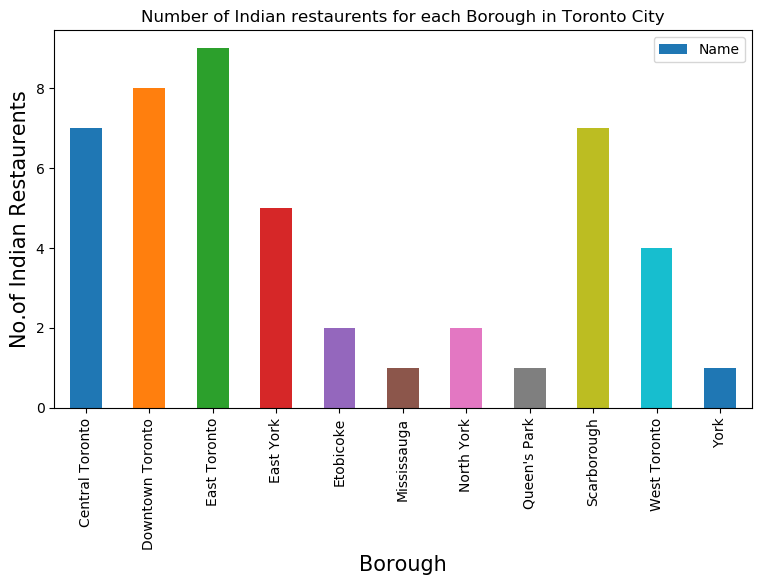 Number of Indian restaurents for each Borough in Toronto City
Name
No.of Indian Restaurents
8
6
4
2
0
Central Toronto
Downtown Toronto
East Toronto
East York
Etobicoke
Mississauga
North York
Queen's Park
Scarborough
West Toronto
York
Borough